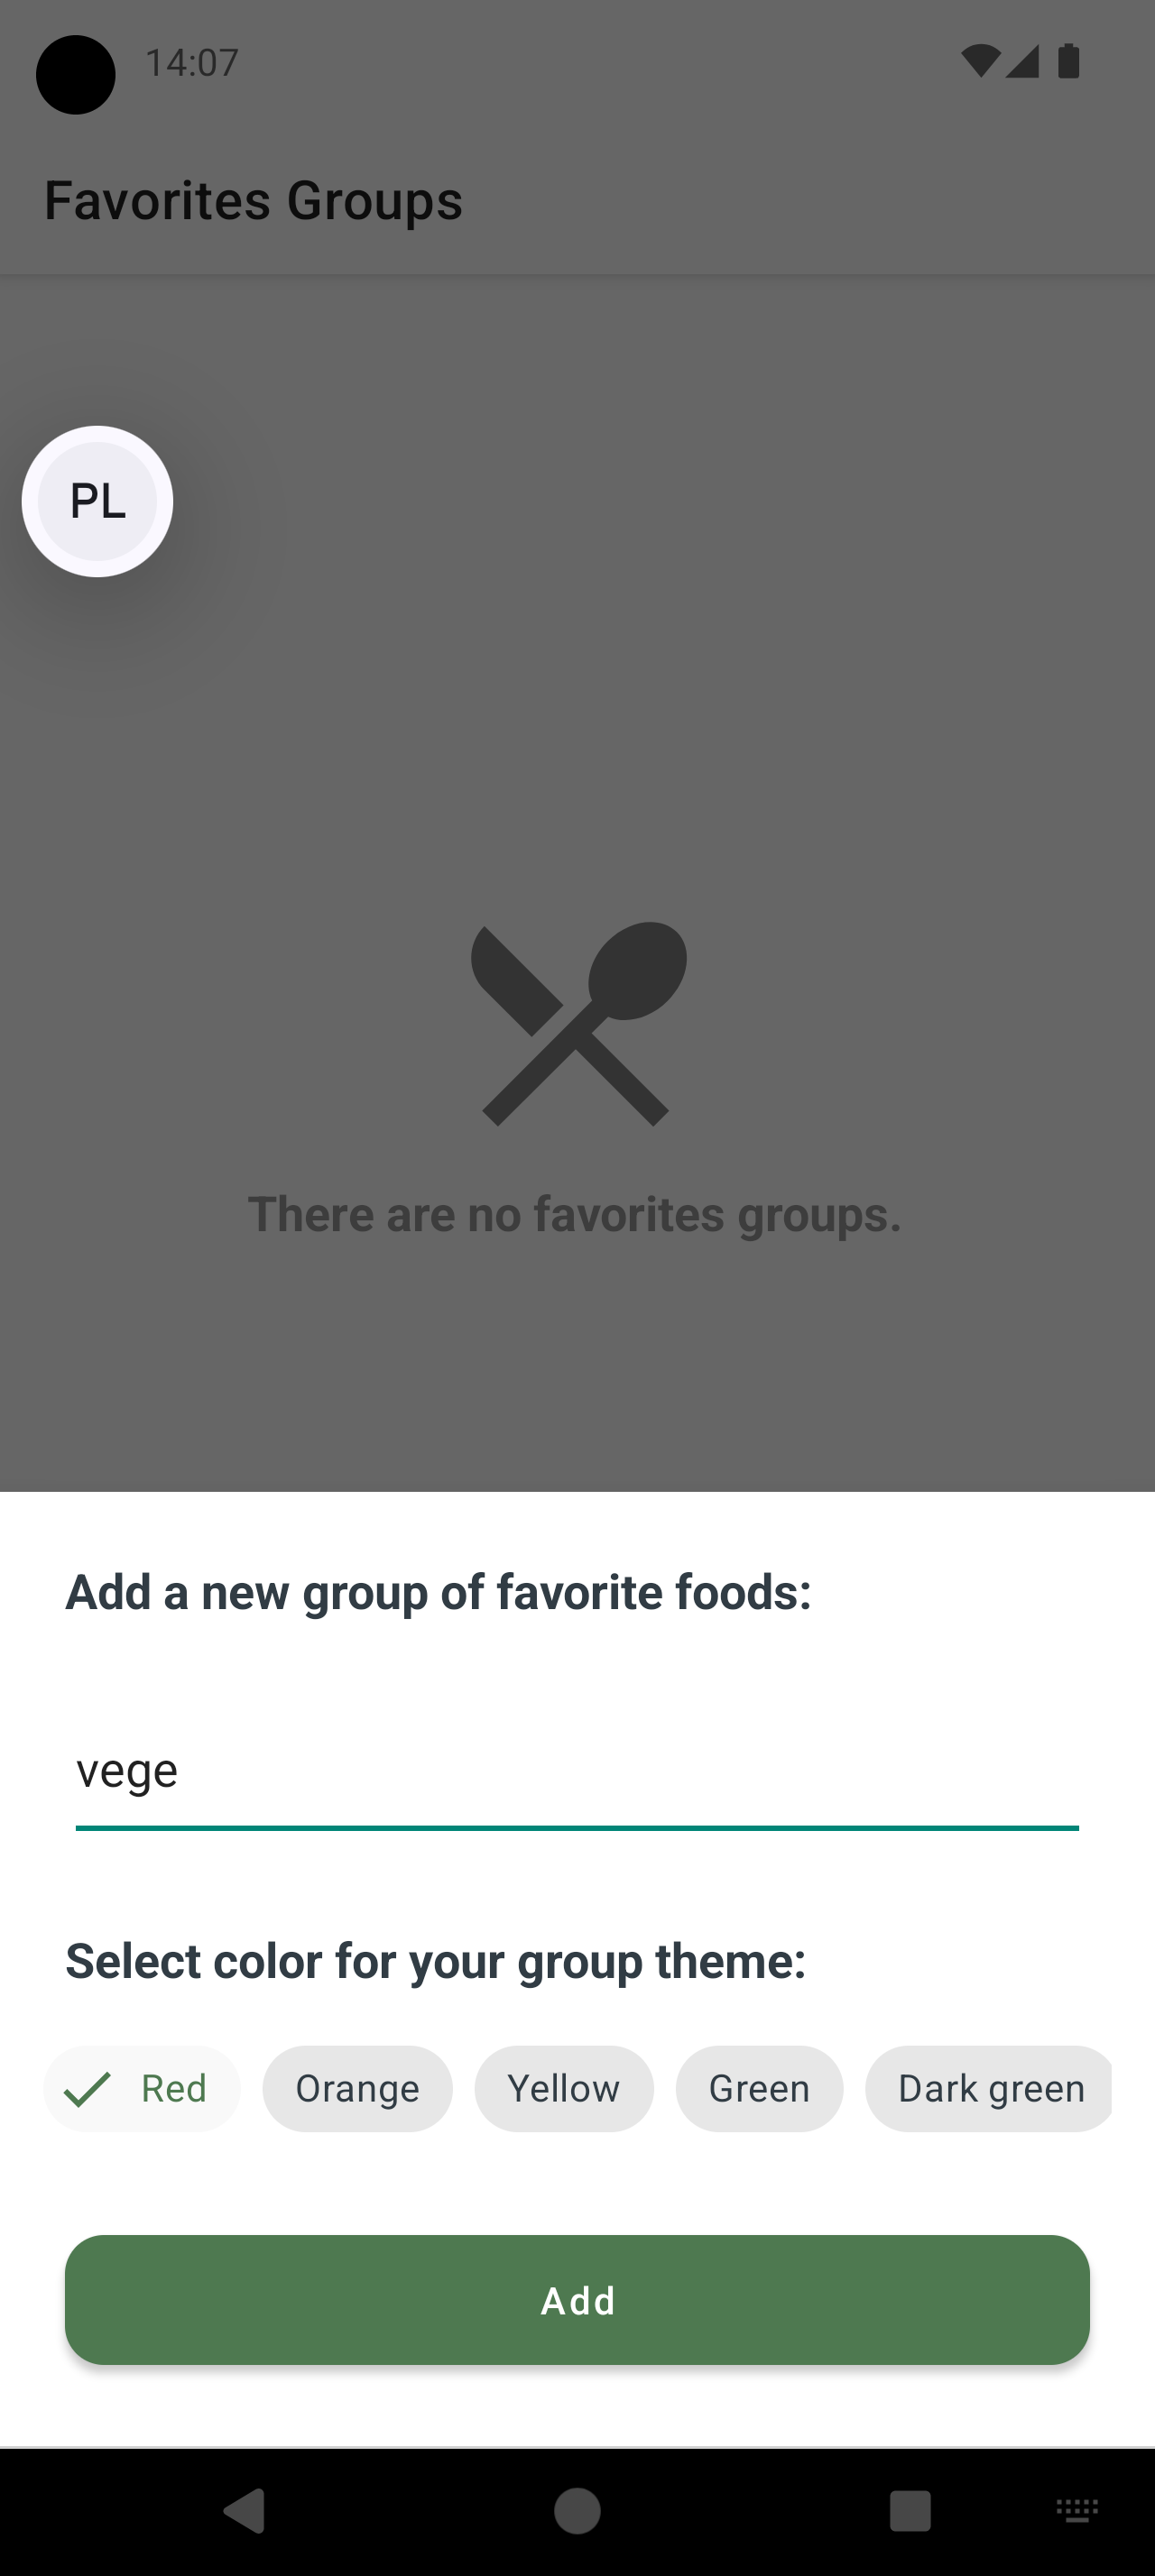 14:07
Favorites Groups
PL
There are no favorites groups.
Add a new group of favorite foods:
vege
Select color for your group theme:
Red Orange Yellow Green Dark green
Add